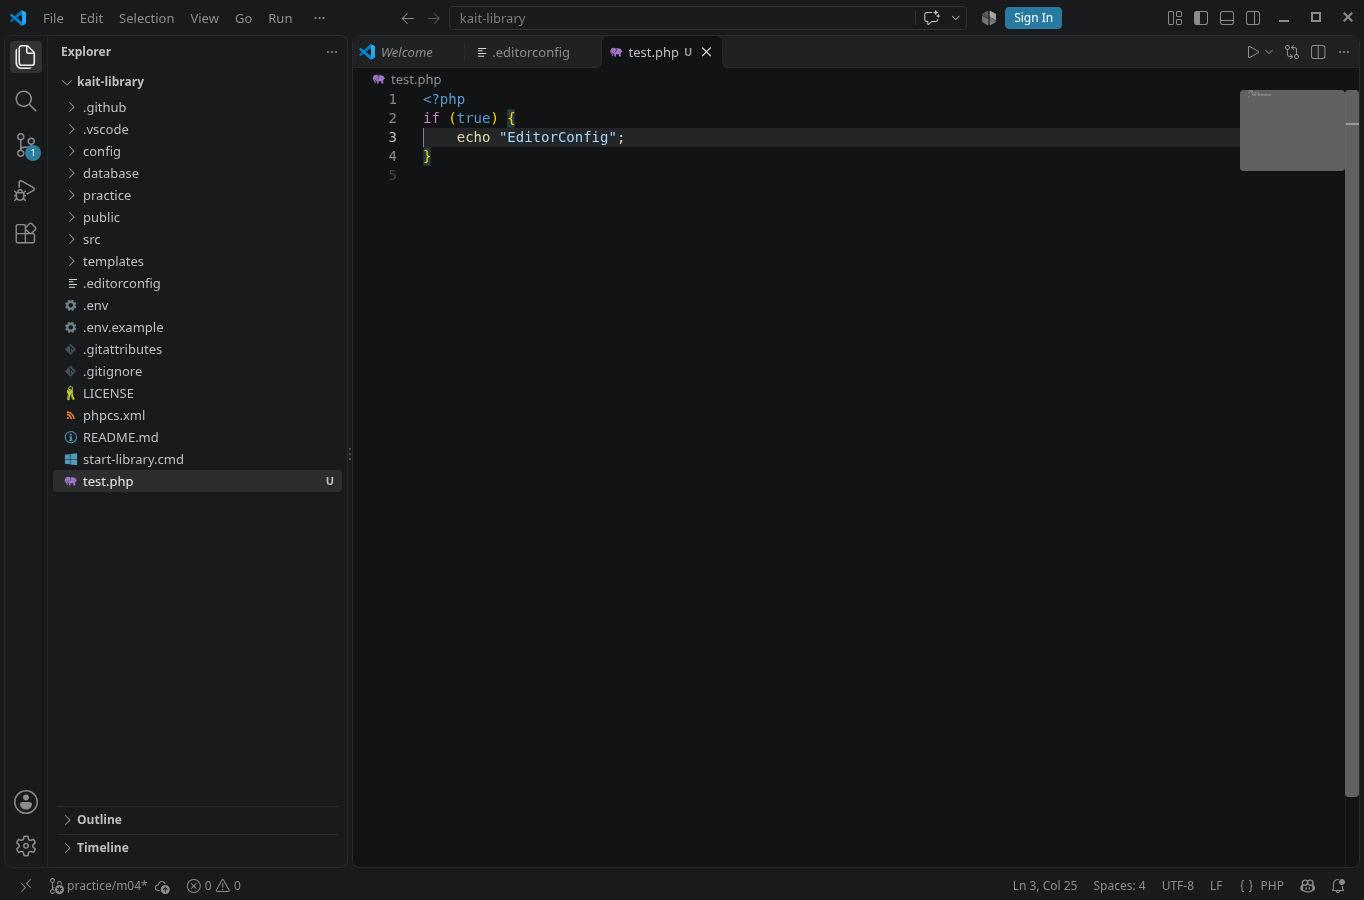 File Edit Selection View Go Run ···
kait-library
Sign In
Explorer
Welcome
.editorconfig
test.php U
kait-library
.github
.vscode
config
database
practice
public
src
templates
.editorconfig
.env
.env.example
.gitattributes
.gitignore
LICENSE
phpcs.xml
README.md
start-library.cmd
test.php U
1
Outline
Timeline
test.php
1 <?php
2 if (true) {
3     echo "EditorConfig";
4 }
5
practice/m04* 0 0 Ln 3, Col 25 Spaces: 4 UTF-8 LF { } PHP